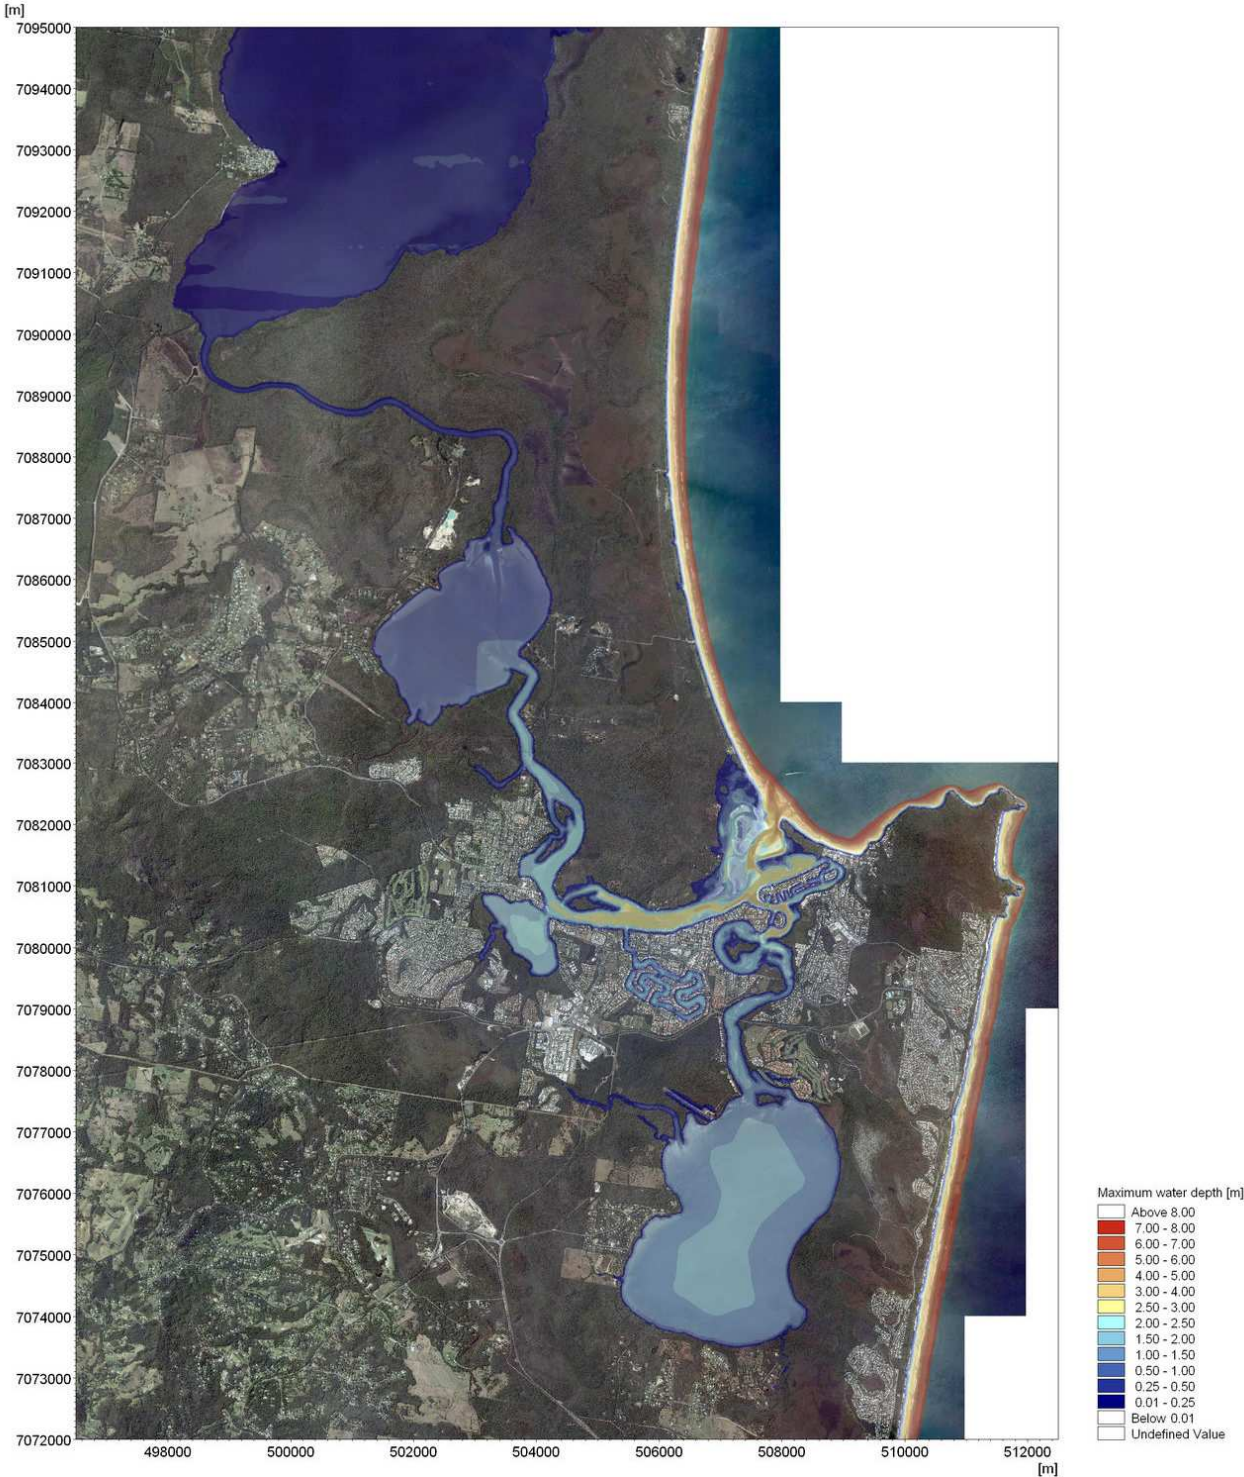 [m]
7095000
7094000
7093000
7092000
7091000
7090000
7089000
7088000
7087000
7086000
7085000
7084000
7083000
7082000
7081000
7080000
7079000
7078000
7077000
7076000
7075000
7074000
7073000
7072000
498000 500000 502000 504000 506000 508000 510000 512000
[m]
Maximum water depth [m]
Above 8.00
7.00 - 8.00
6.00 - 7.00
5.00 - 6.00
4.00 - 5.00
3.00 - 4.00
2.50 - 3.00
2.00 - 2.50
1.50 - 2.00
1.00 - 1.50
0.50 - 1.00
0.25 - 0.50
0.01 - 0.25
Below 0.01
Undefined Value